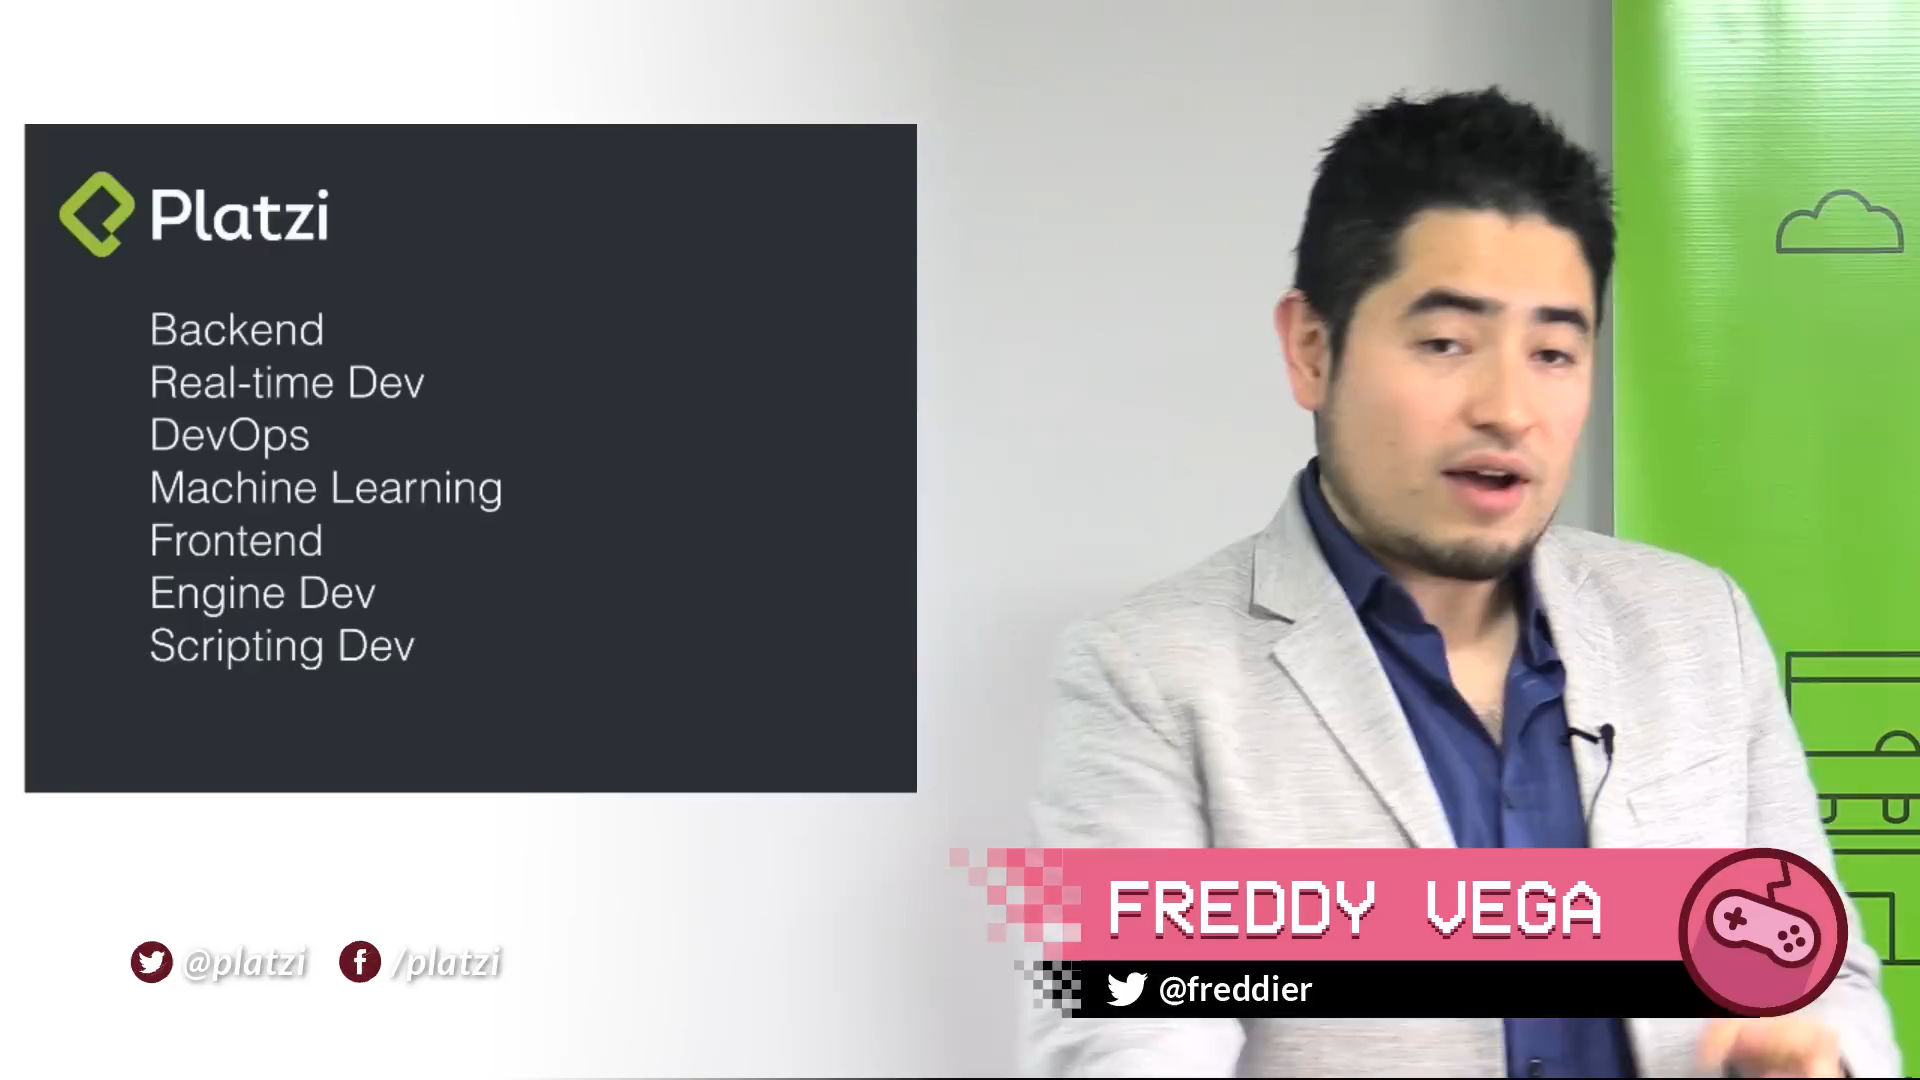 Platzi
Backend
Real-time Dev
DevOps
Machine Learning
Frontend
Engine Dev
Scripting Dev
FREDDY VEGA
@freddier
@platzi /platzi